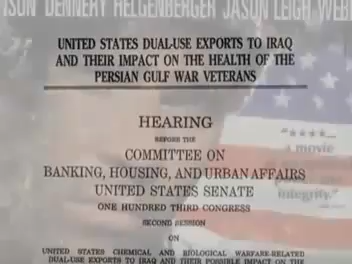 ISON DENNEHY HELGENBERGER JASON LEIGH WEB
UNITED STATES DUAL-USE EXPORTS TO IRAQ
AND THEIR IMPACT ON THE HEALTH OF THE
PERSIAN GULF WAR VETERANS
HEARING
BEFORE THE
COMMITTEE ON
BANKING, HOUSING, AND URBAN AFFAIRS
UNITED STATES SENATE
ONE HUNDRED THIRD CONGRESS
SECOND SESSION
ON
UNITED STATES CHEMICAL AND BIOLOGICAL WARFARE-RELATED
DUAL-USE EXPORTS TO IRAQ AND THEIR POSSIBLE IMPACT ON THE
"★★★★
a movie
integrity."